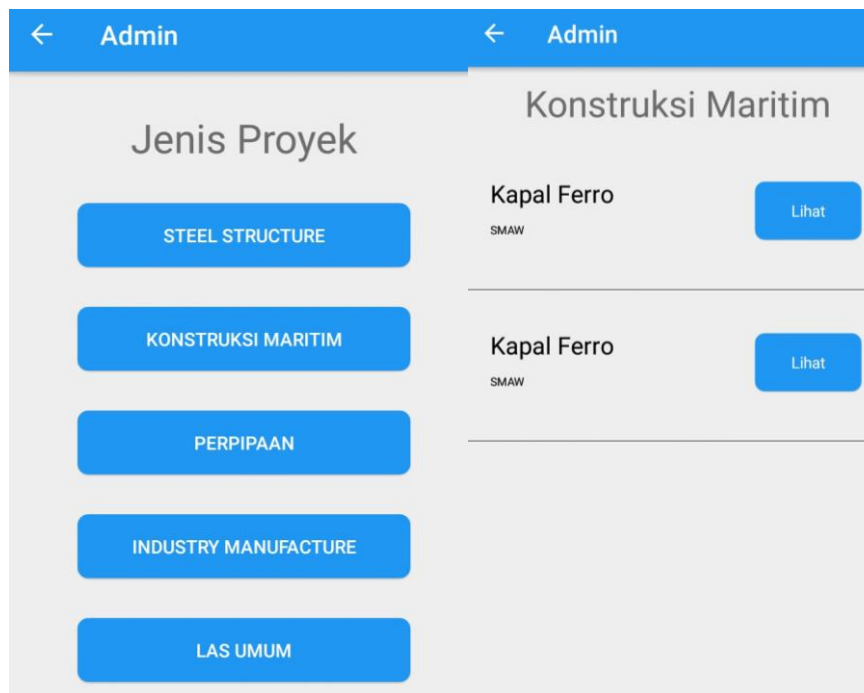 Admin
Jenis Proyek
STEEL STRUCTURE
KONSTRUKSI MARITIM
PERPIPAAN
INDUSTRY MANUFACTURE
LAS UMUM
Admin
Konstruksi Maritim
Kapal Ferro
SMAW
Lihat
Kapal Ferro
SMAW
Lihat